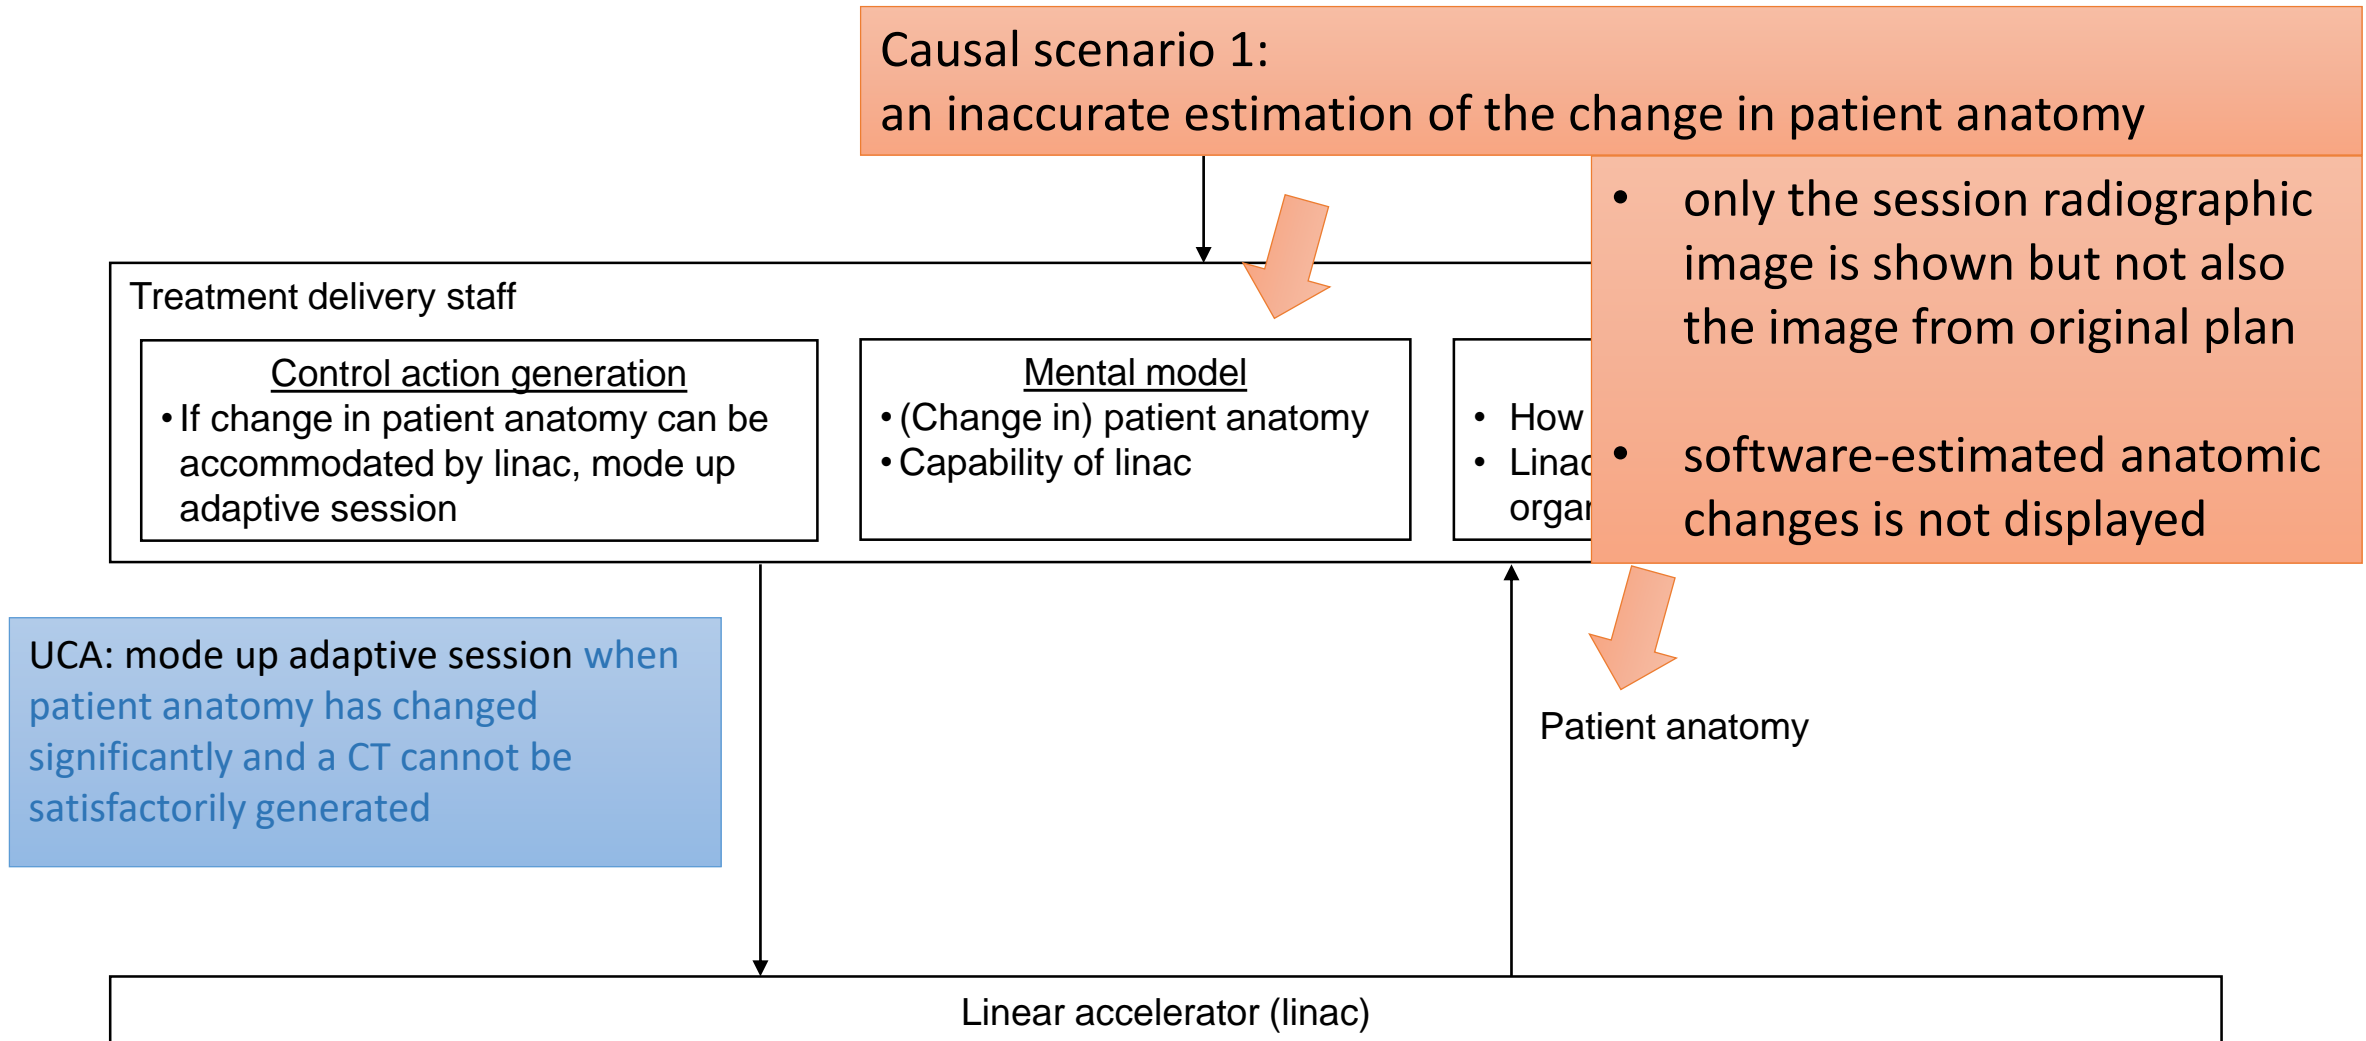 Causal scenario 1:
an inaccurate estimation of the change in patient anatomy
• only the session radiographic
image is shown but not also
the image from original plan
• software-estimated anatomic
changes is not displayed
Treatment delivery staff
Control action generation
• If change in patient anatomy can be
accommodated by linac, mode up
adaptive session
Mental model
• (Change in) patient anatomy
• Capability of linac
• How
• Linac
UCA: mode up adaptive session when
patient anatomy has changed
significantly and a CT cannot be
satisfactorily generated
Patient anatomy
Linear accelerator (linac)